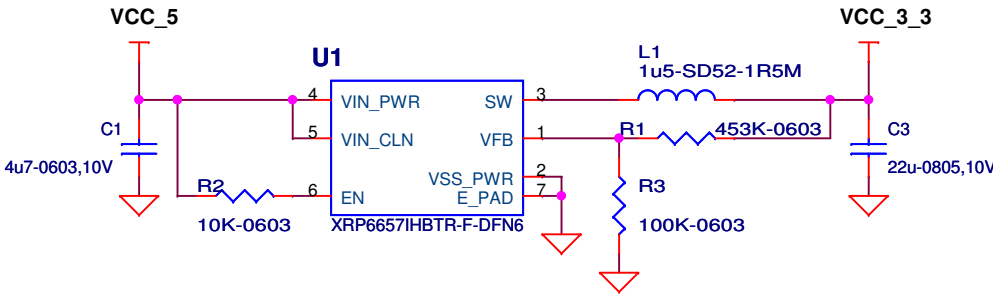 VCC_5
VCC_3_3
U1
L1
1u5-SD52-1R5M
4
VIN_PWR
SW
3
C1
5
VIN_CLN
VFB
1
R1
453K-0603
C3
4u7-0603,10V
VSS_PWR
2
22u-0805,10V
R2
6
EN
E_PAD
7
R3
10K-0603
XRP6657IHBTR-F-DFN6
100K-0603